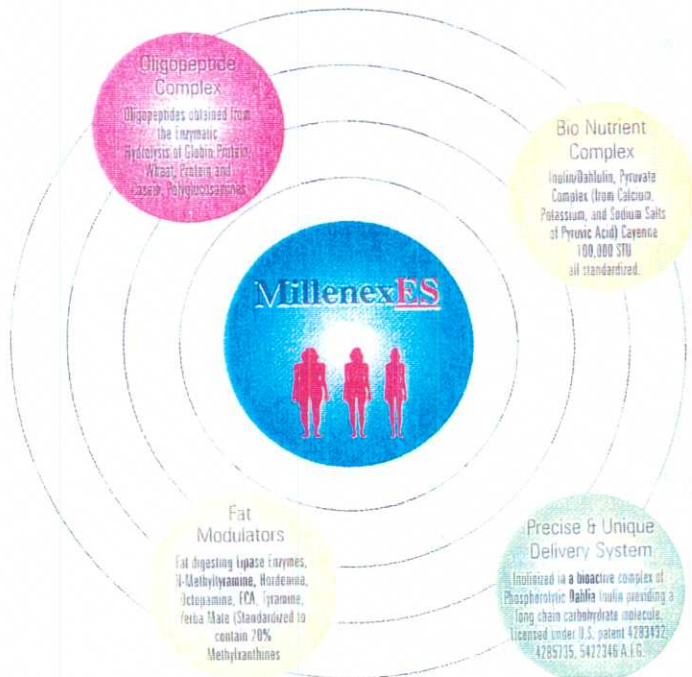 Oligopeptide
Complex
Oligopeptides obtained from
the Enzymatic
Hydrolysis of Globin Protein,
Wheat, Protein and
Casein, Polyglucosamines
Bio Nutrient
Complex
Inulin/Dahlulin, Pyruvate
Complex (from Calcium,
Potassium, and Sodium Salts
of Pyruvic Acid) Cayenne
100,000 STU
all standardized.
MillenexES
Fat
Modulators
Fat digesting Lipase Enzymes,
N-Methyltyramine, Hordenine,
Octopamine, Tyramine,
Yerba Mate (Standardized to
contain 20%
Methylxanthines
Precise & Unique
Delivery System
Inulinized in a bioactive complex of
Phosphorolytic Dahlia Inulin providing a
long chain carbohydrate molecule,
Licensed under U.S. patent 4283432,
4285735, 5422346 A.I.G.